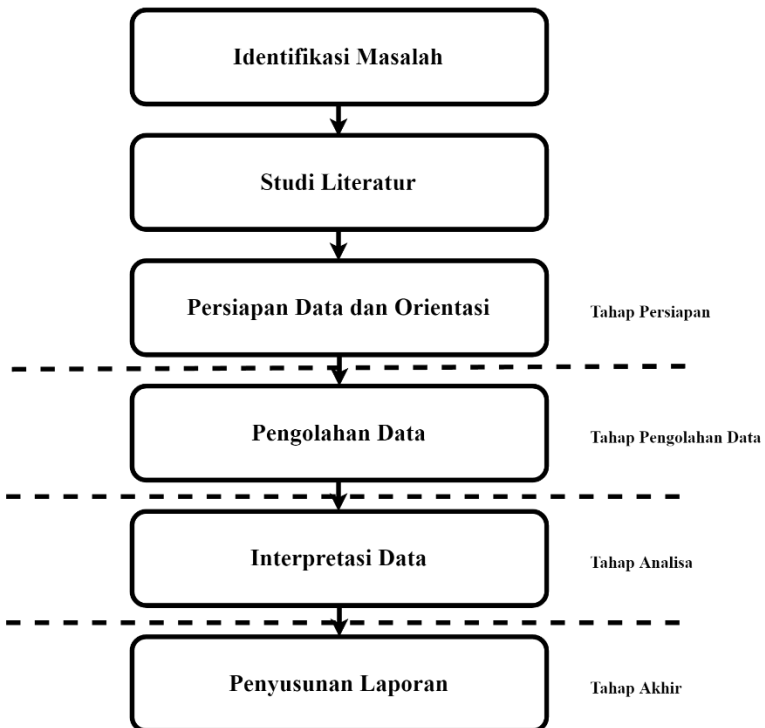 Identifikasi Masalah
Studi Literatur
Persiapan Data dan Orientasi
Tahap Persiapan
Pengolahan Data
Tahap Pengolahan Data
Interpretasi Data
Tahap Analisa
Penyusunan Laporan
Tahap Akhir